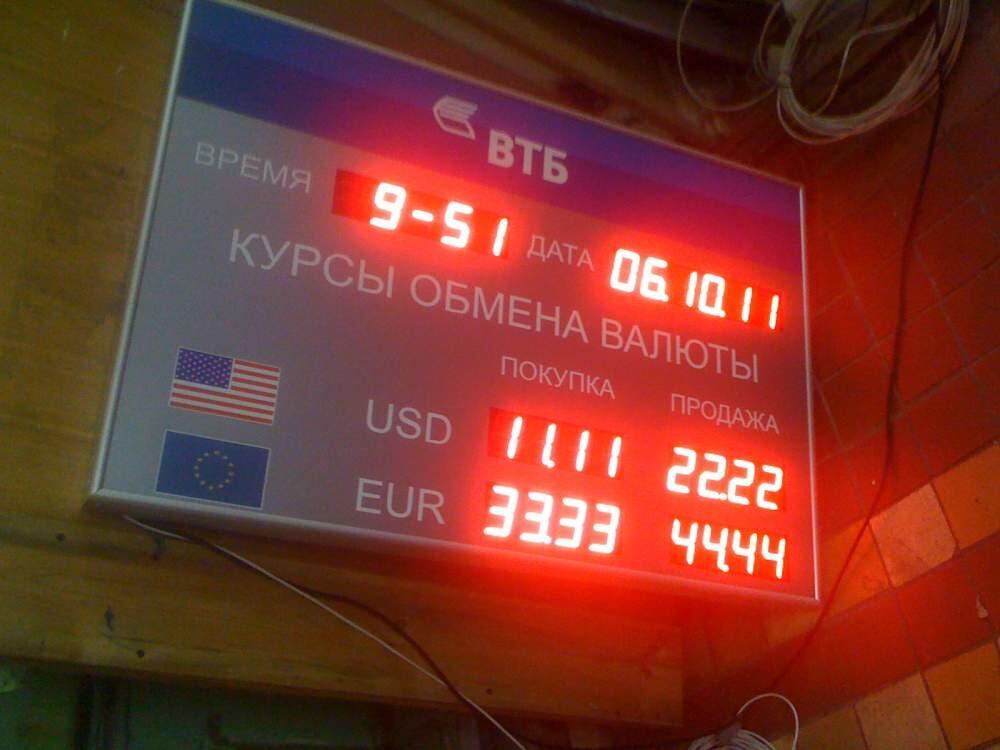 ВТБ
ВРЕМЯ 9-51 ДАТА 06.10.11
КУРСЫ ОБМЕНА ВАЛЮТЫ
ПОКУПКА ПРОДАЖА
USD 11.11 22.22
EUR 33.33 44.44